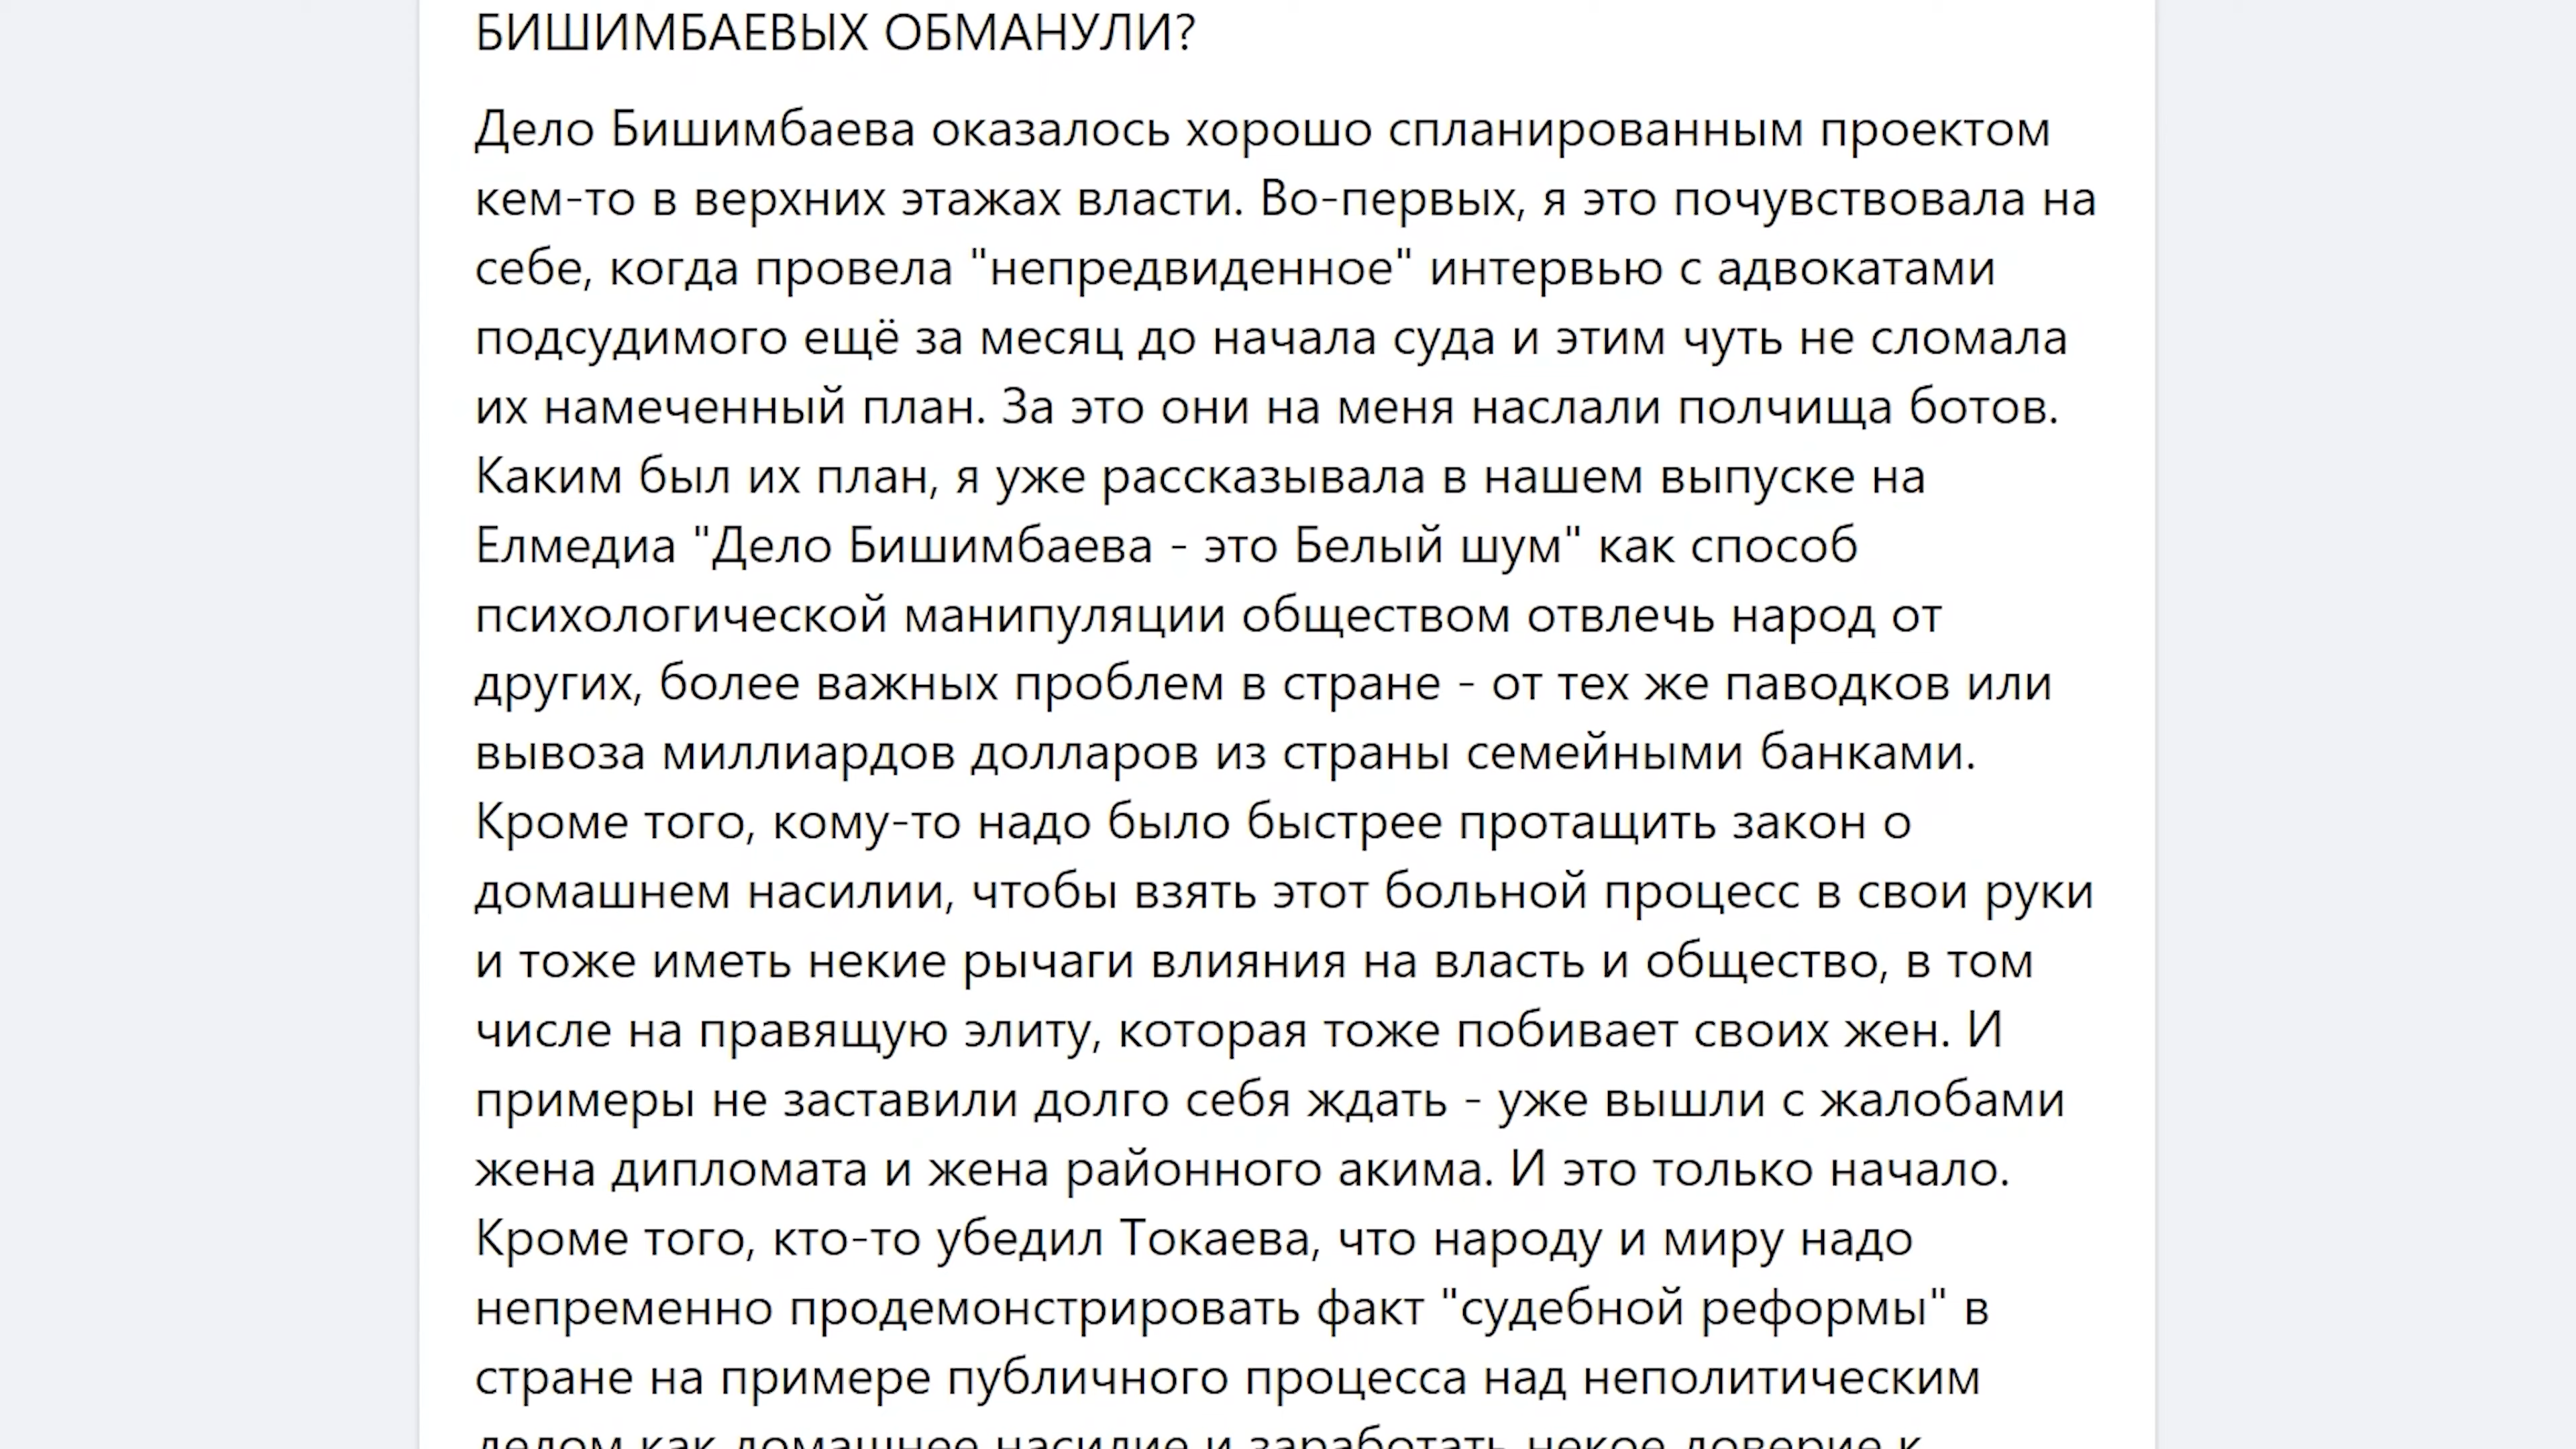 БИШИМБАЕВЫХ ОБМАНУЛИ?
Дело Бишимбаева оказалось хорошо спланированным проектом
кем-то в верхних этажах власти. Во-первых, я это почувствовала на
себе, когда провела "непредвиденное" интервью с адвокатами
подсудимого ещё за месяц до начала суда и этим чуть не сломала
их намеченный план. За это они на меня наслали полчища ботов.
Каким был их план, я уже рассказывала в нашем выпуске на
Елмедиа "Дело Бишимбаева - это Белый шум" как способ
психологической манипуляции обществом отвлечь народ от
других, более важных проблем в стране - от тех же паводков или
вывоза миллиардов долларов из страны семейными банками.
Кроме того, кому-то надо было быстрее протащить закон о
домашнем насилии, чтобы взять этот больной процесс в свои руки
и тоже иметь некие рычаги влияния на власть и общество, в том
числе на правящую элиту, которая тоже побивает своих жен. И
примеры не заставили долго себя ждать - уже вышли с жалобами
жена дипломата и жена районного акима. И это только начало.
Кроме того, кто-то убедил Токаева, что народу и миру надо
непременно продемонстрировать факт "судебной реформы" в
стране на примере публичного процесса над неполитическим
делом как домашнее насилие и заработать некое доверие к